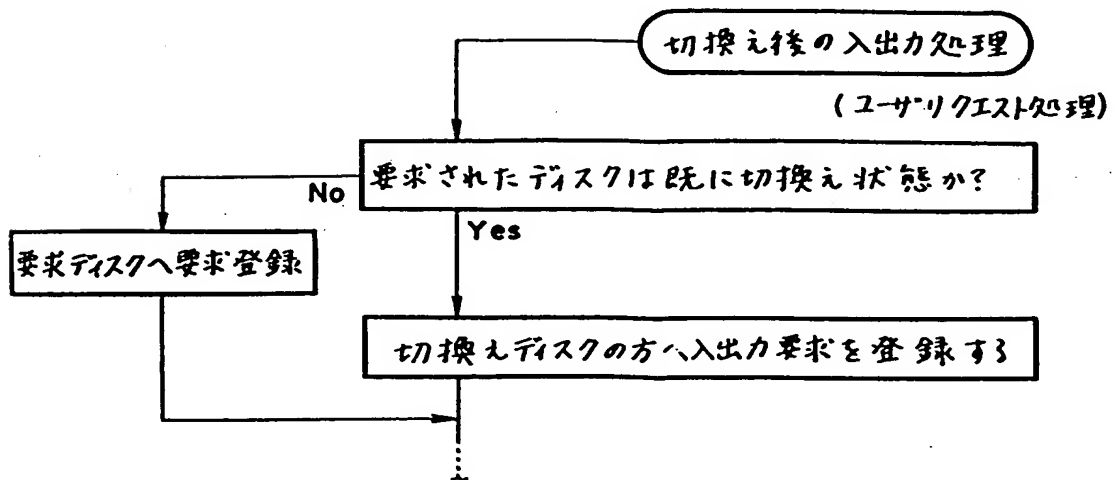 切換え後の入出力処理
(ユーザリクエスト処理)
要求されたディスクは既に切換え状態か?
No
Yes
要求ディスクへ要求登録
切換えディスクの方へ入出力要求を登録する